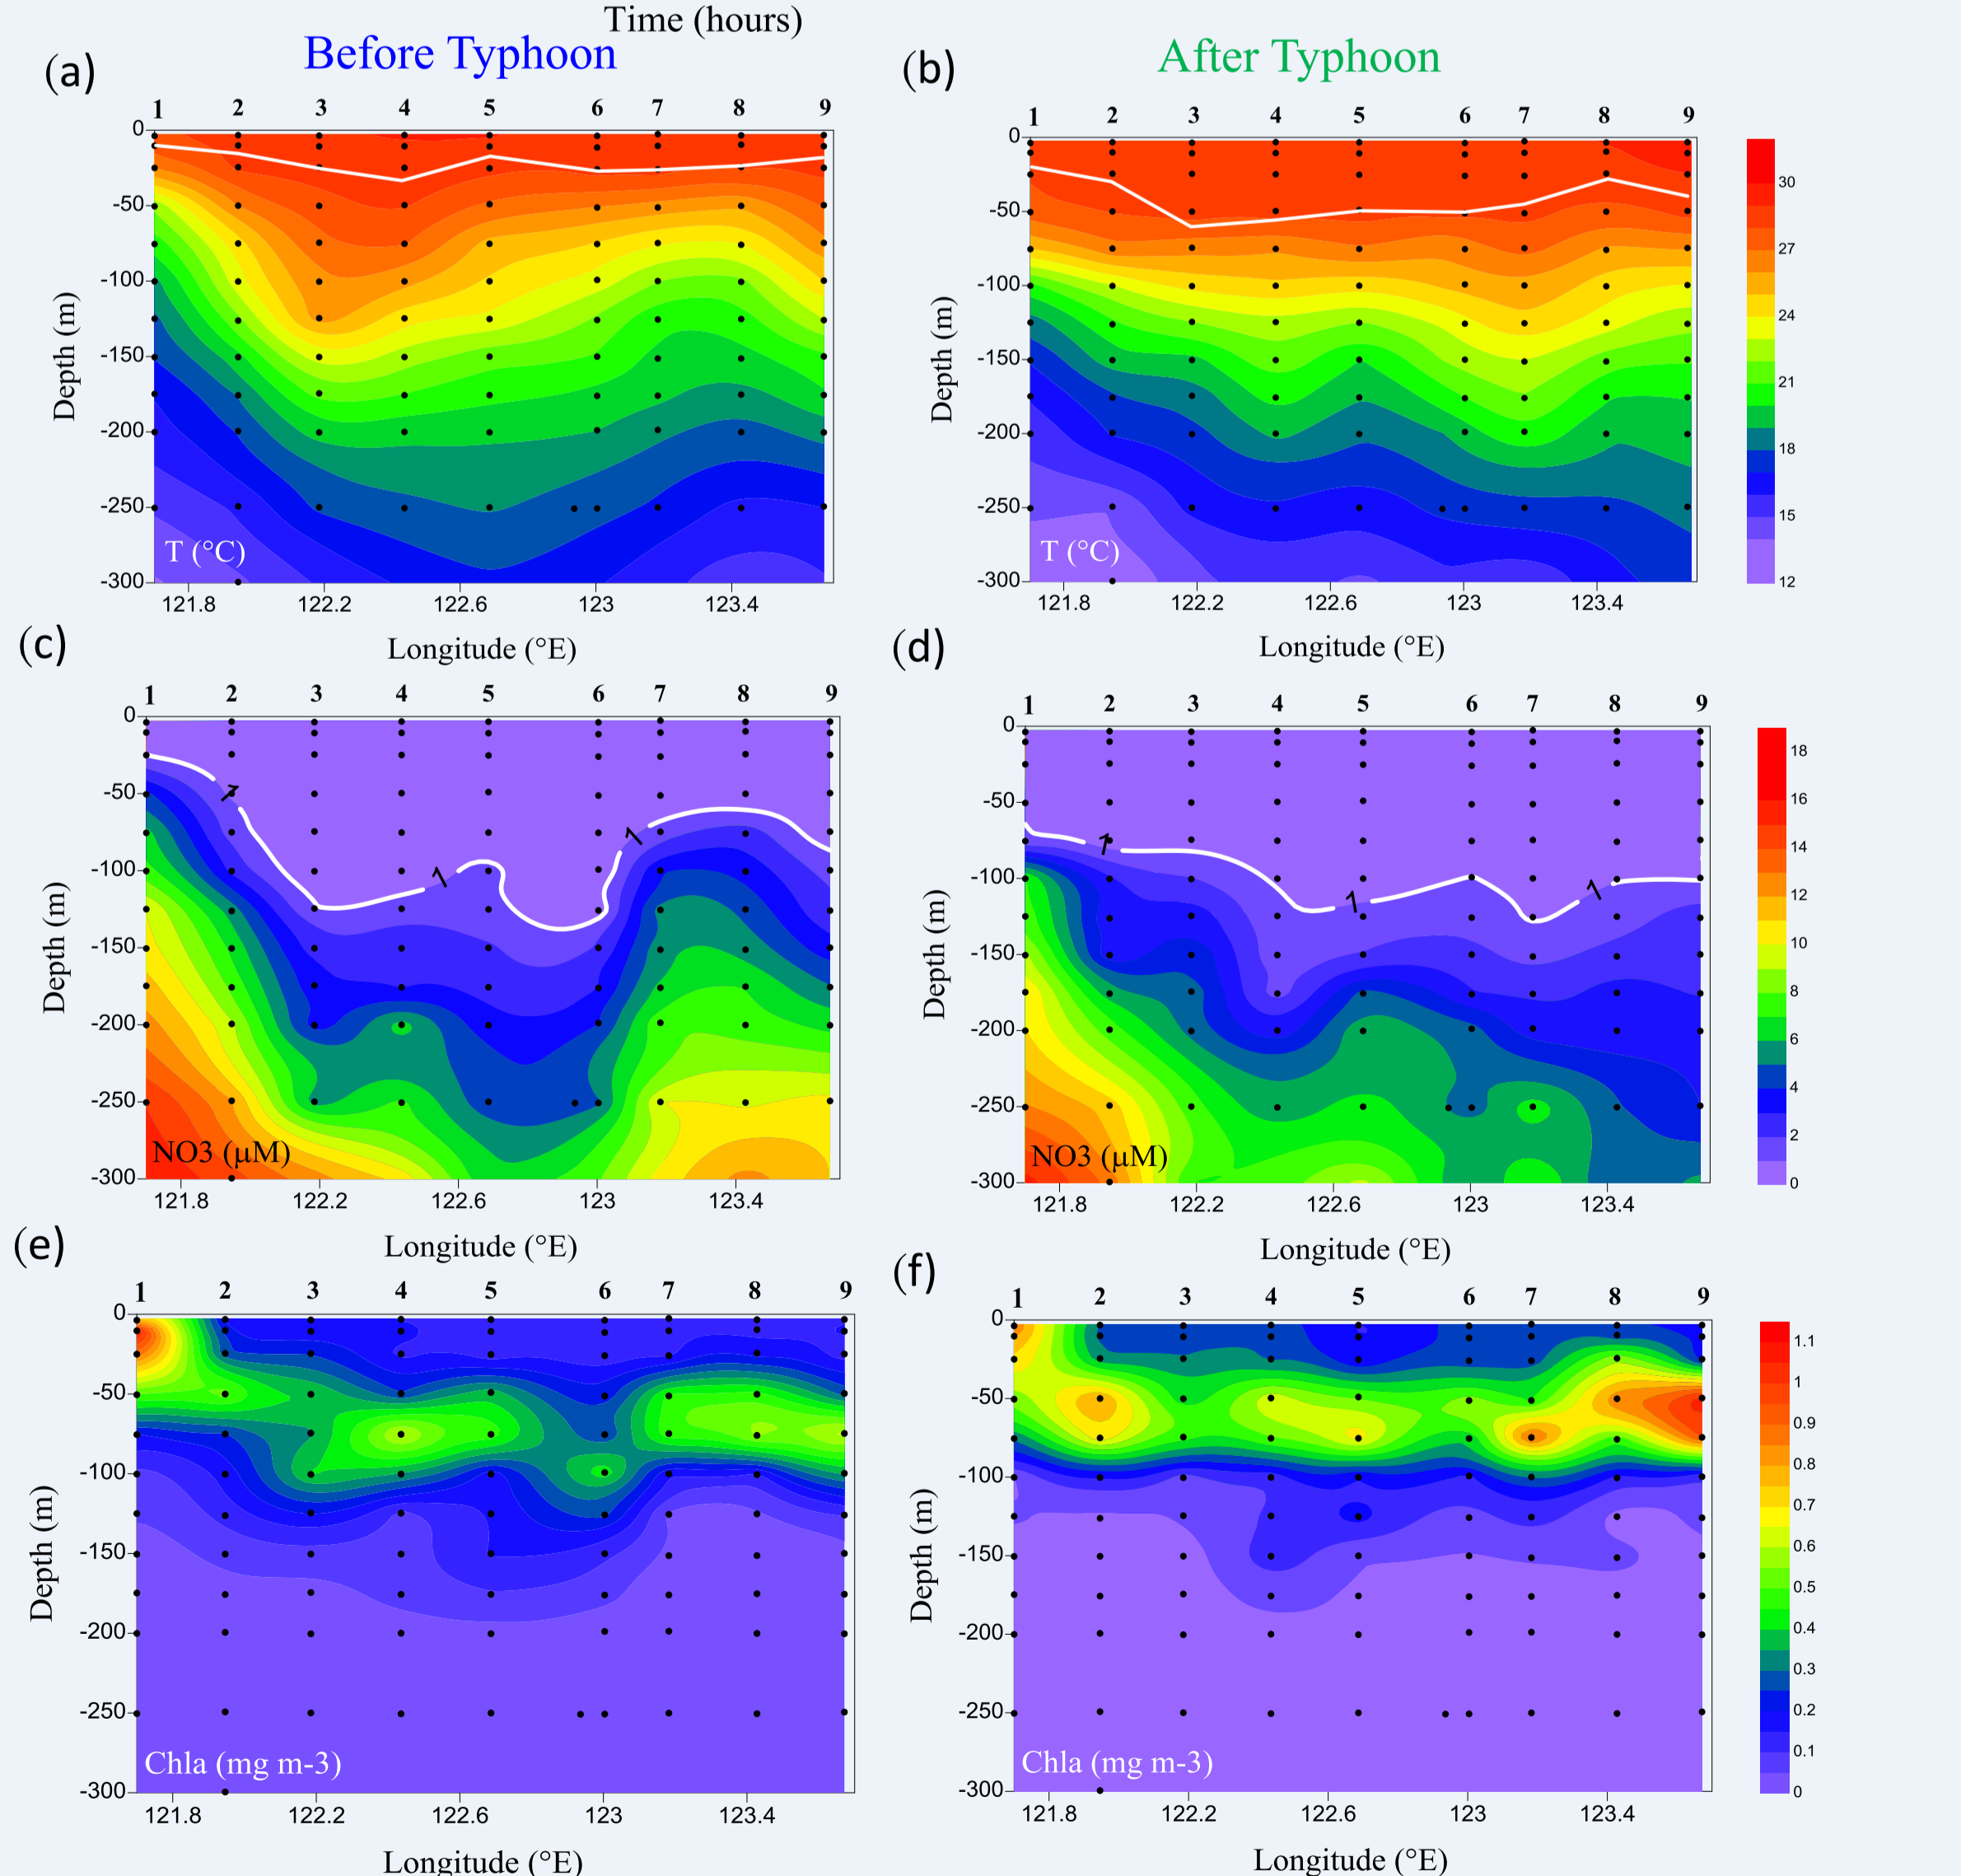 Time (hours)
Before Typhoon
After Typhoon
(a)
(b)
1 2 3 4 5 6 7 8 9
1 2 3 4 5 6 7 8 9
0
-50
-100
-150
-200
-250
-300
Depth (m)
T (°C)
121.8 122.2 122.6 123 123.4
Longitude (°E)
0
-50
-100
-150
-200
-250
-300
Depth (m)
T (°C)
121.8 122.2 122.6 123 123.4
Longitude (°E)
30
27
24
21
18
15
12
(c)
(d)
1 2 3 4 5 6 7 8 9
0
-50
-100
-150
-200
-250
-300
Depth (m)
1
1
1
NO3 (μM)
121.8 122.2 122.6 123 123.4
Longitude (°E)
1 2 3 4 5 6 7 8 9
0
-50
-100
-150
-200
-250
-300
Depth (m)
1
1
1
NO3 (μM)
121.8 122.2 122.6 123 123.4
Longitude (°E)
18
16
14
12
10
8
6
4
2
0
(e)
(f)
1 2 3 4 5 6 7 8 9
0
-50
-100
-150
-200
-250
-300
Depth (m)
Chla (mg m-3)
121.8 122.2 122.6 123 123.4
Longitude (°E)
1 2 3 4 5 6 7 8 9
0
-50
-100
-150
-200
-250
-300
Depth (m)
Chla (mg m-3)
121.8 122.2 122.6 123 123.4
Longitude (°E)
1.1
1
0.9
0.8
0.7
0.6
0.5
0.4
0.3
0.2
0.1
0